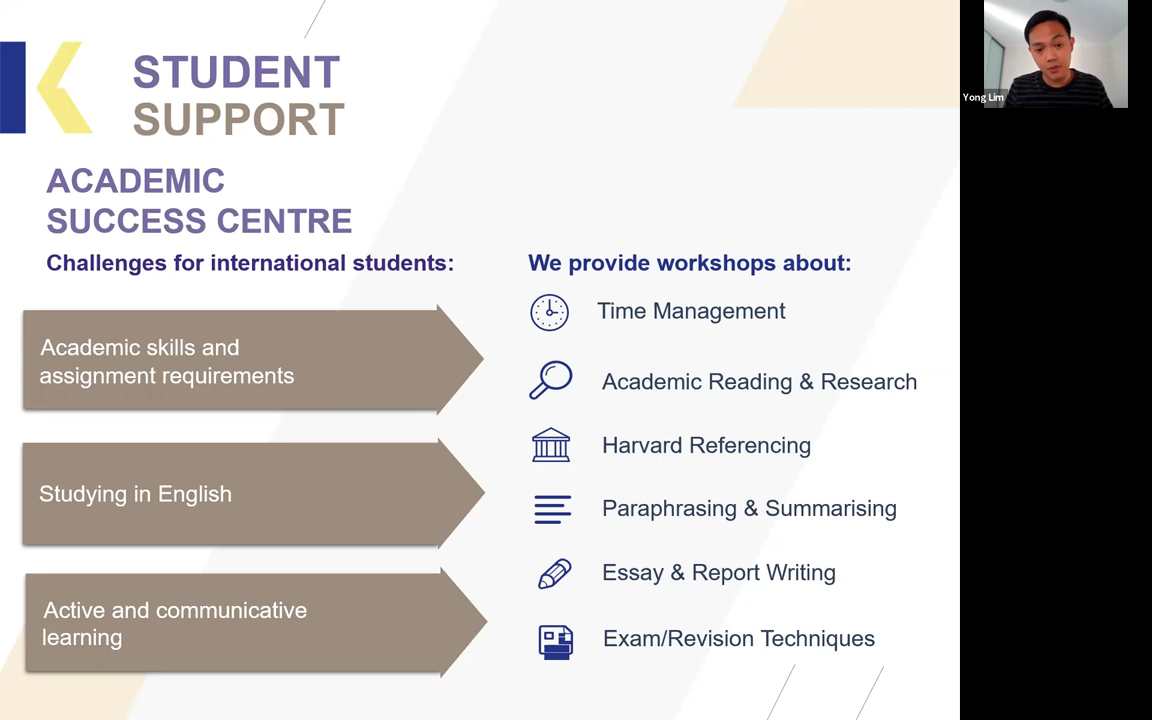 STUDENT
SUPPORT
ACADEMIC
SUCCESS CENTRE
Challenges for international students:
Academic skills and
assignment requirements
Studying in English
Active and communicative
learning
We provide workshops about:
Time Management
Academic Reading & Research
Harvard Referencing
Paraphrasing & Summarising
Essay & Report Writing
Exam/Revision Techniques
Yong Lim